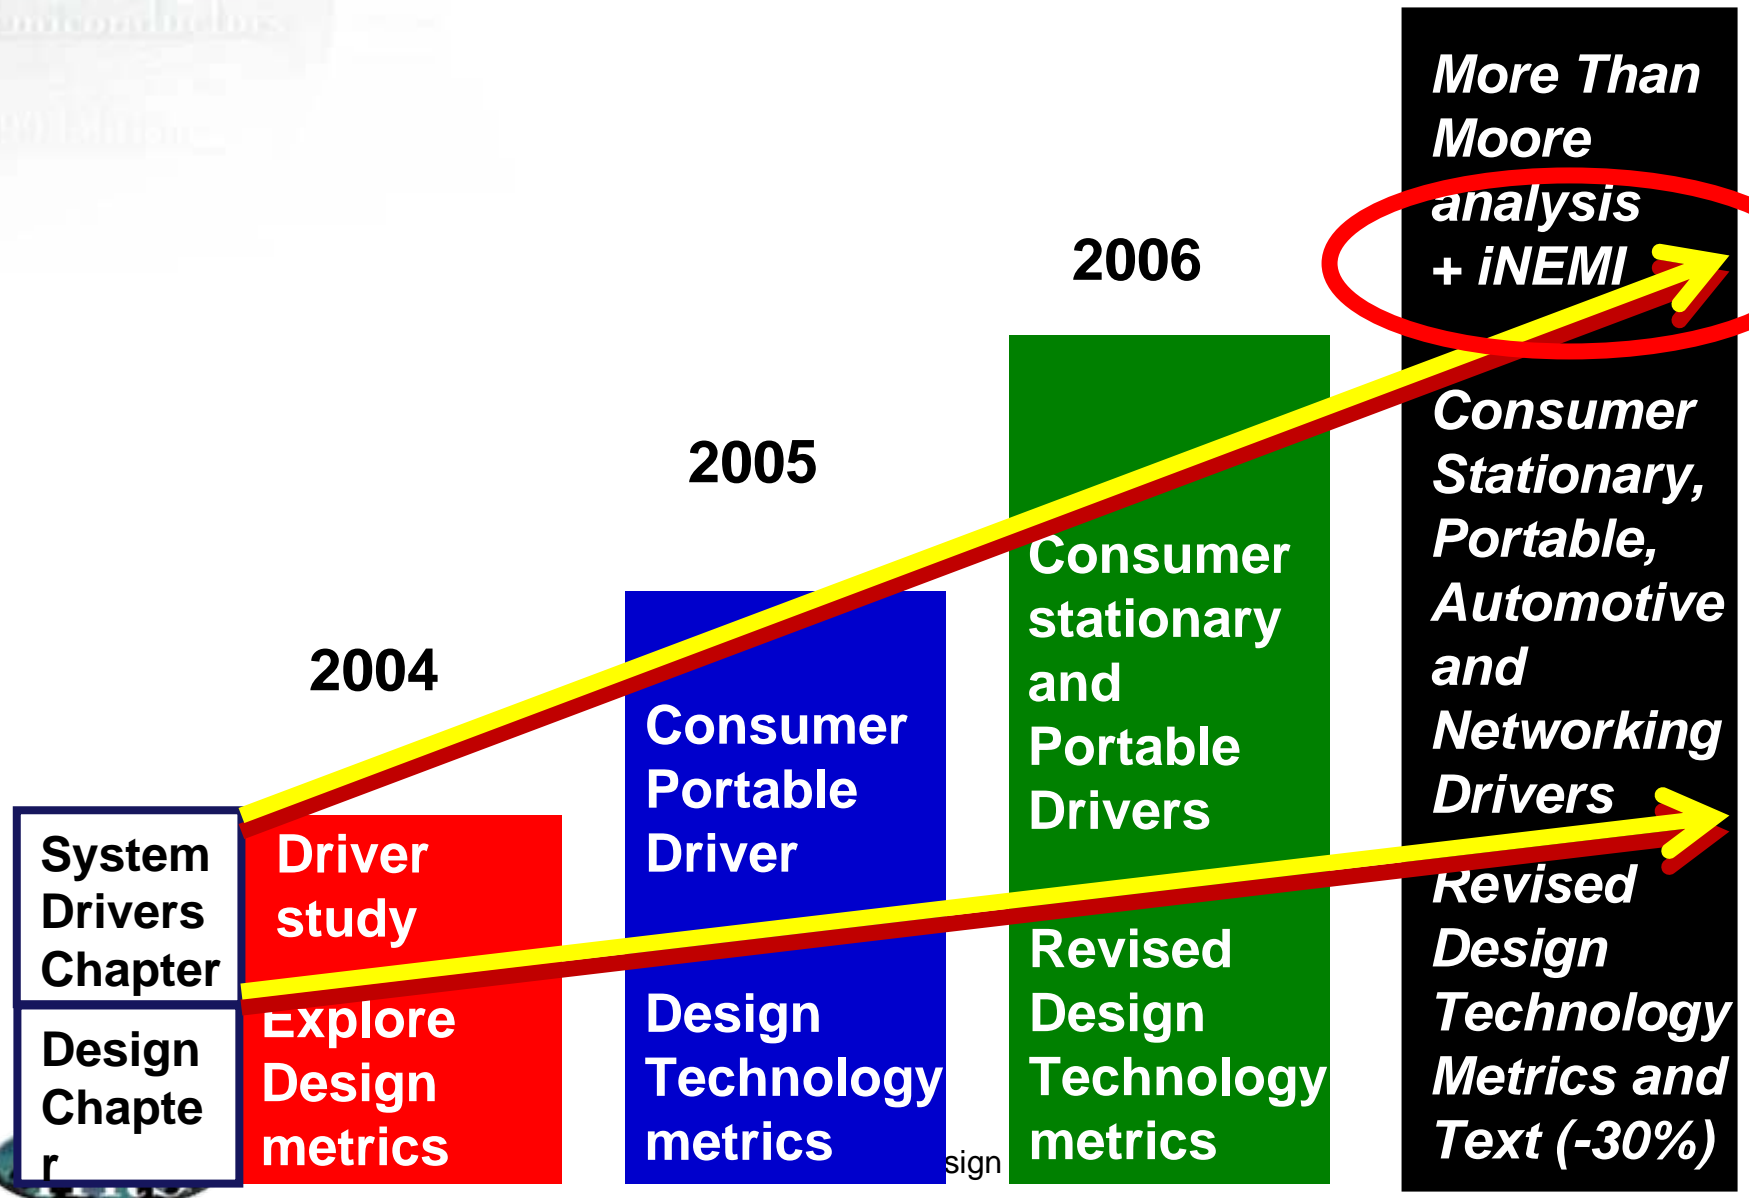 Semiconductors
2004
2005
2006
System
Drivers
Chapter
Design
Chapte
r
Driver
study
Explore
Design
metrics
Consumer
Portable
Driver
Design
Technology
metrics
Consumer
stationary
and
Portable
Drivers
Revised
Design
Technology
metrics
More Than
Moore
analysis
+ iNEMI
Consumer
Stationary,
Portable,
Automotive
and
Networking
Drivers
Revised
Design
Technology
Metrics and
Text (-30%)
sign